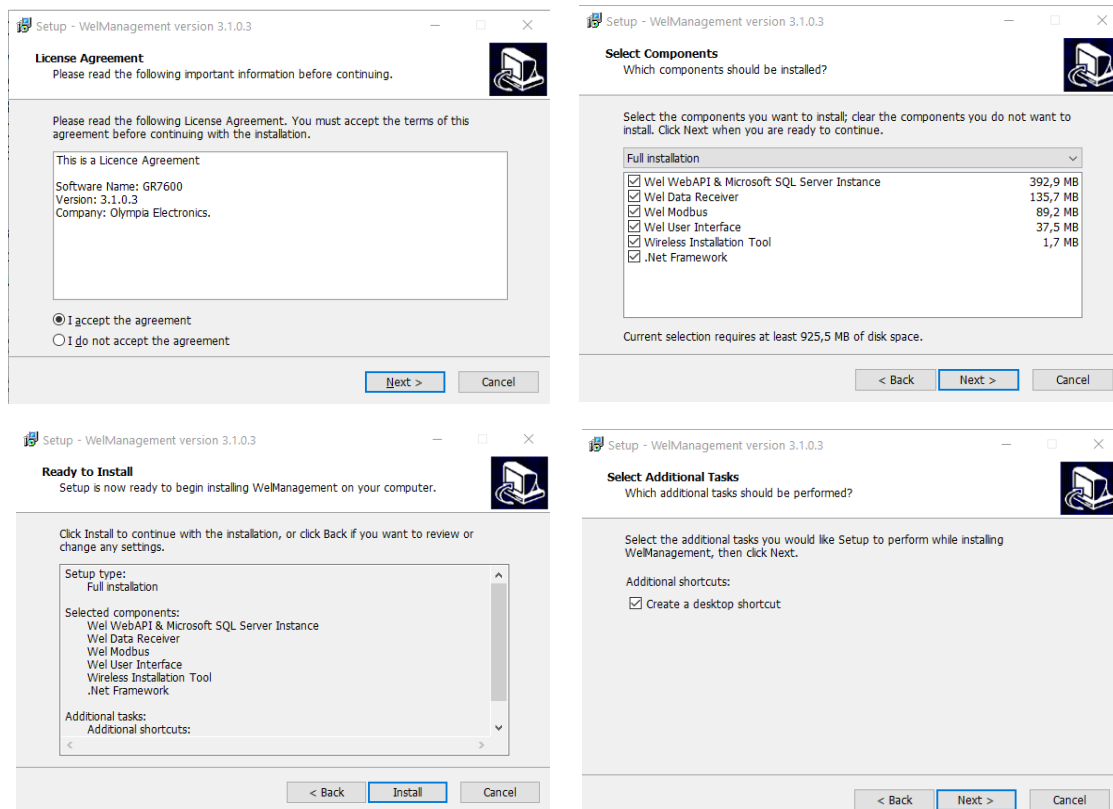 Setup - WelManagement version 3.1.0.3
License Agreement
Please read the following important information before continuing.
Please read the following License Agreement. You must accept the terms of this
agreement before continuing with the installation.
This is a Licence Agreement
Software Name: GR7600
Version: 3.1.0.3
Company: Olympia Electronics.
I accept the agreement
I do not accept the agreement
Next >
Cancel
Setup - WelManagement version 3.1.0.3
Select Components
Which components should be installed?
Select the components you want to install; clear the components you do not want to
install. Click Next when you are ready to continue.
Full installation
Wel WebAPI & Microsoft SQL Server Instance 392,9 MB
Wel Data Receiver 135,7 MB
Wel Modbus 89,2 MB
Wel User Interface 37,5 MB
Wireless Installation Tool 1,7 MB
.Net Framework
Current selection requires at least 925,5 MB of disk space.
< Back
Next >
Cancel
Setup - WelManagement version 3.1.0.3
Ready to Install
Setup is now ready to begin installing WelManagement on your computer.
Click Install to continue with the installation, or click Back if you want to review or
change any settings.
Setup type:
Full installation
Selected components:
Wel WebAPI & Microsoft SQL Server Instance
Wel Data Receiver
Wel Modbus
Wel User Interface
Wireless Installation Tool
.Net Framework
Additional tasks:
Additional shortcuts:
< Back
Install
Cancel
Setup - WelManagement version 3.1.0.3
Select Additional Tasks
Which additional tasks should be performed?
Select the additional tasks you would like Setup to perform while installing
WelManagement, then click Next.
Additional shortcuts:
Create a desktop shortcut
< Back
Next >
Cancel